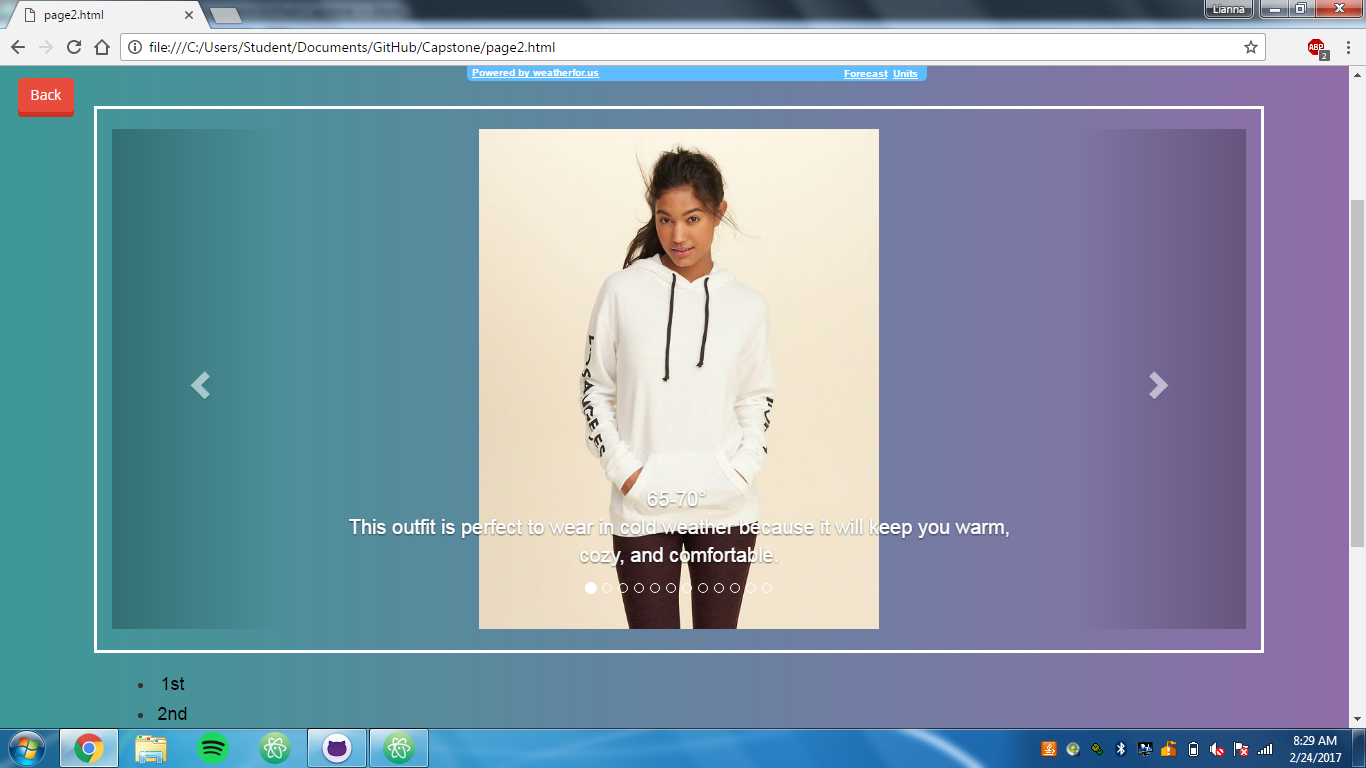 page2.html
Lianna
file:///C:/Users/Student/Documents/GitHub/Capstone/page2.html
ABP
2
Powered by weatherfor.us
Forecast Units
Back
65-70°
This outfit is perfect to wear in cold weather because it will keep you warm,
cozy, and comfortable.
1st
2nd
8:29 AM
2/24/2017